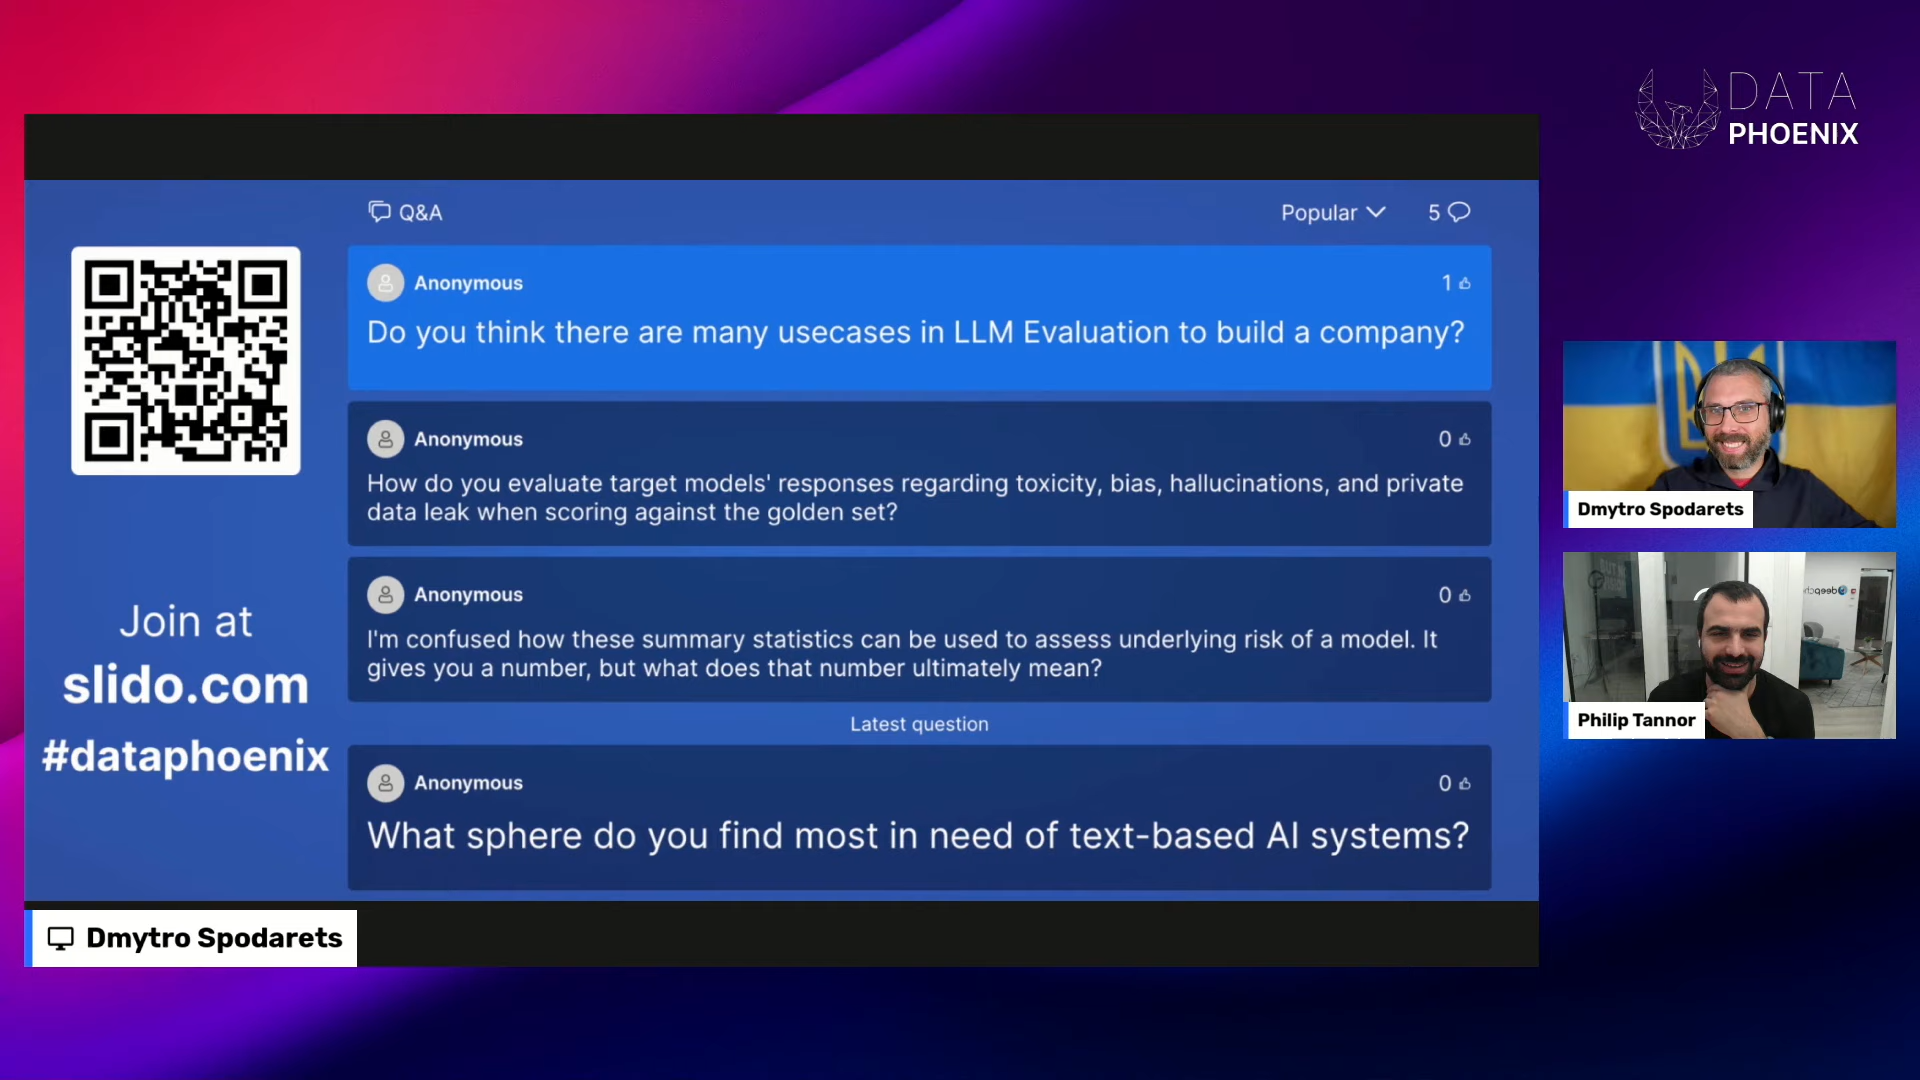 DATA
PHOENIX
Q&A
Popular
5
Anonymous
1
Do you think there are many usecases in LLM Evaluation to build a company?
Anonymous
0
How do you evaluate target models' responses regarding toxicity, bias, hallucinations, and private
data leak when scoring against the golden set?
Anonymous
0
I'm confused how these summary statistics can be used to assess underlying risk of a model. It
gives you a number, but what does that number ultimately mean?
Latest question
Anonymous
0
What sphere do you find most in need of text-based AI systems?
Join at
slido.com
#dataphoenix
Dmytro Spodarets
Dmytro Spodarets
Philip Tannor